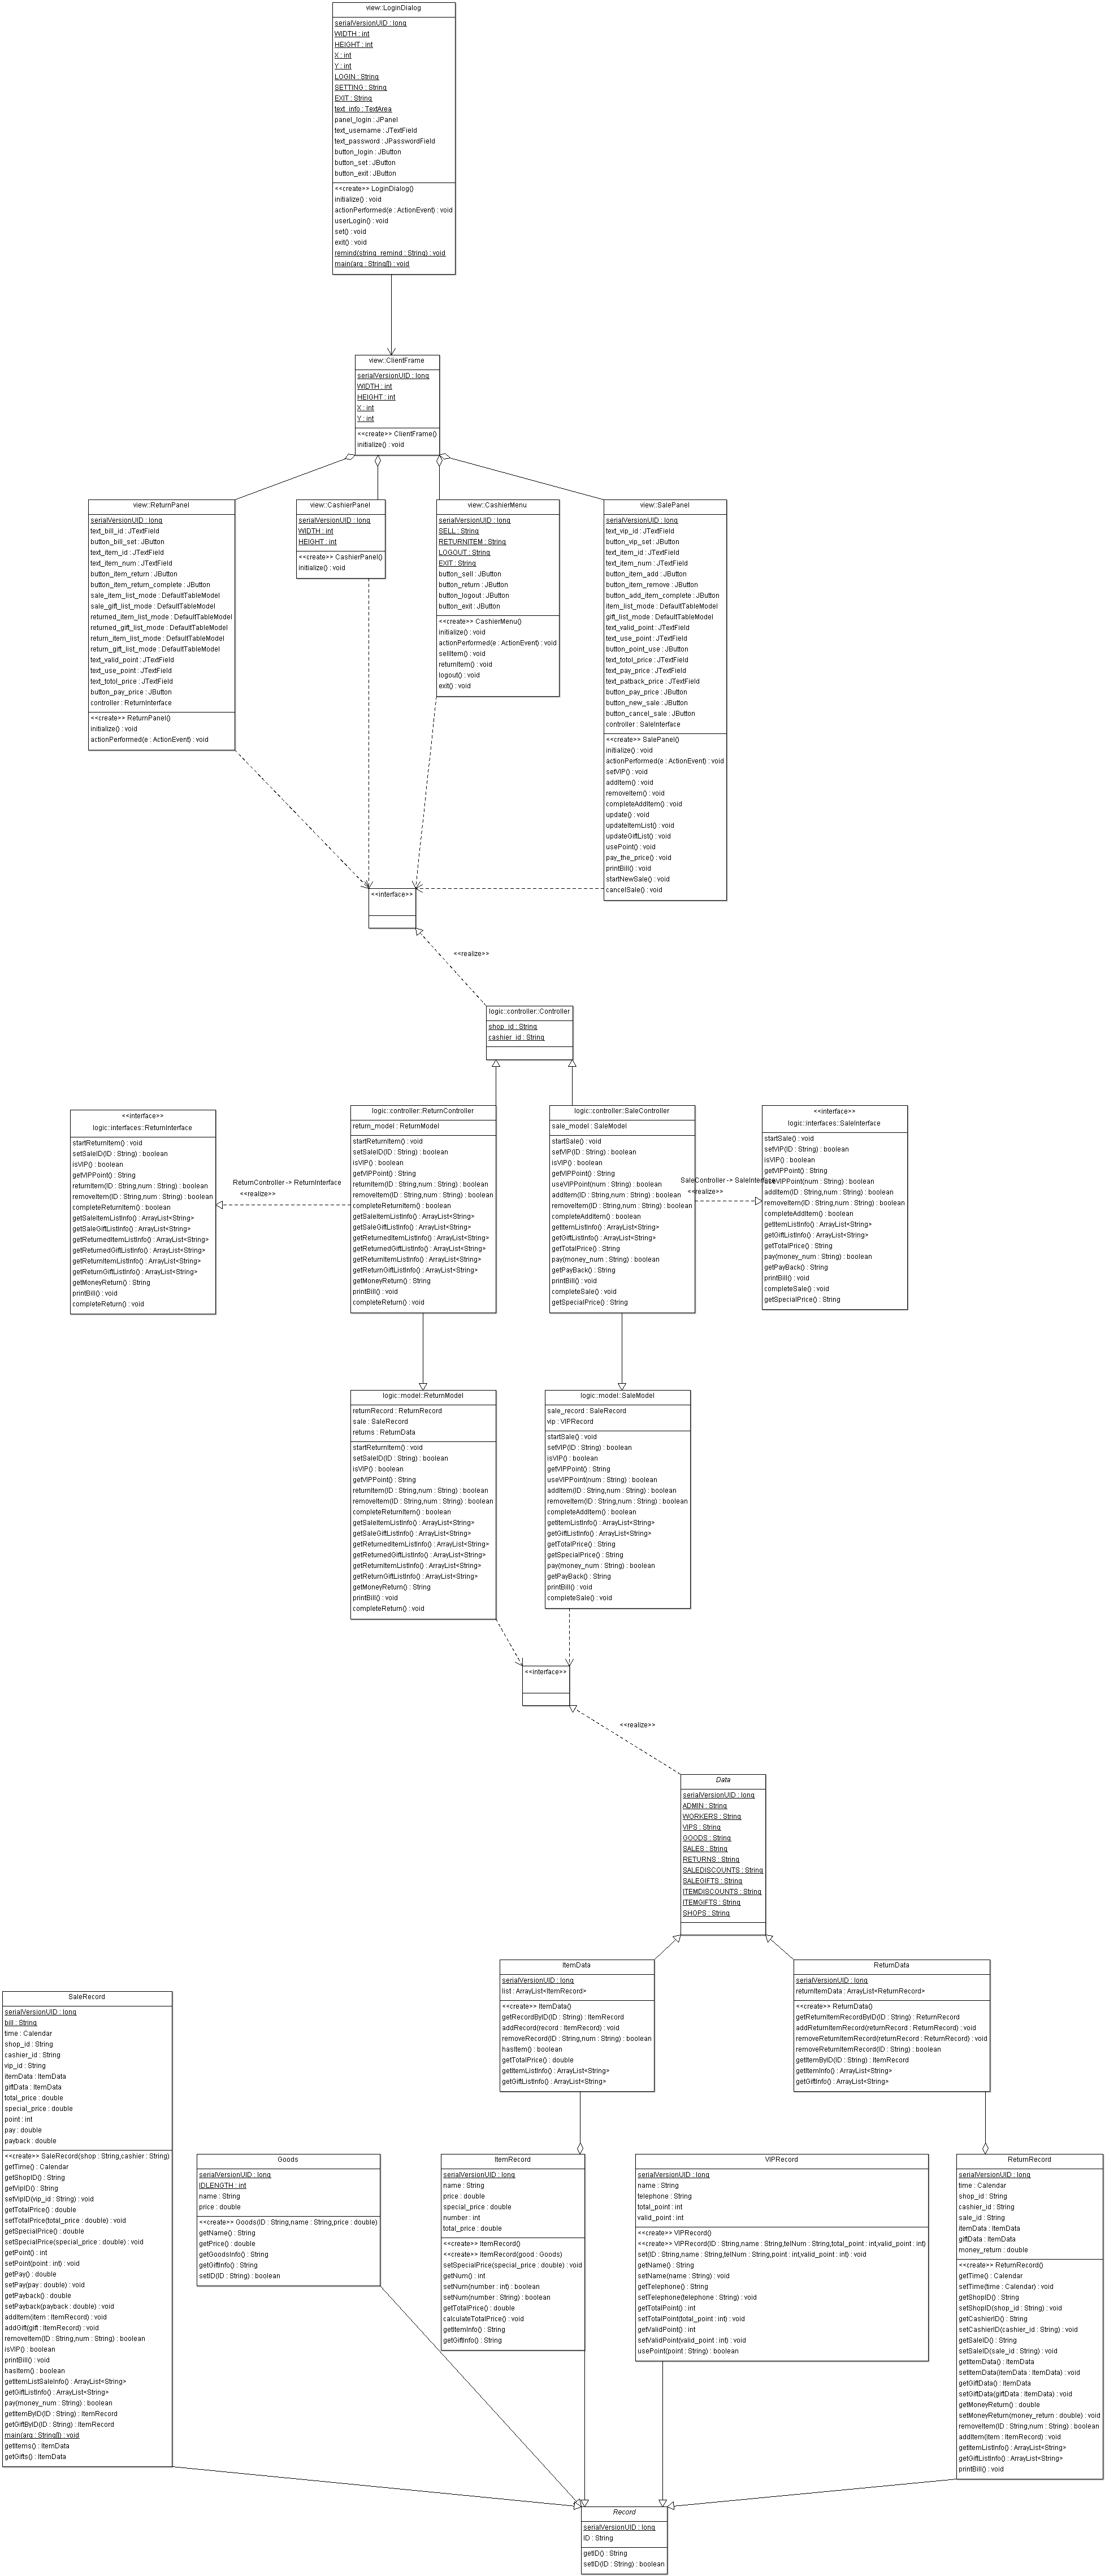 view::LoginDialog
serialVersionUID : long
WIDTH : int
HEIGHT : int
X : int
Y : int
LOGIN : String
SETTING : String
EXIT : String
text_info : TextArea
panel_login : JPanel
text_username : JTextField
text_password : JPasswordField
button_login : JButton
button_set : JButton
button_exit : JButton
<<create>> LoginDialog()
initialize() : void
actionPerformed(e : ActionEvent) : void
userLogin() : void
set() : void
exit() : void
remind(string_remind : String) : void
main(arg : String[]) : void
view::ClientFrame
serialVersionUID : long
WIDTH : int
HEIGHT : int
X : int
Y : int
<<create>> ClientFrame()
initialize() : void
view::ReturnPanel
serialVersionUID : long
text_bill_id : JTextField
button_bill_set : JButton
text_item_id : JTextField
text_item_num : JTextField
button_item_return : JButton
button_item_return_complete : JButton
sale_item_list_mode : DefaultTableModel
sale_gift_list_mode : DefaultTableModel
returned_item_list_mode : DefaultTableModel
returned_gift_list_mode : DefaultTableModel
return_item_list_mode : DefaultTableModel
return_gift_list_mode : DefaultTableModel
text_valid_point : JTextField
text_use_point : JTextField
text_totol_price : JTextField
button_pay_price : JButton
controller : ReturnInterface
<<create>> ReturnPanel()
initialize() : void
actionPerformed(e : ActionEvent) : void
view::CashierPanel
serialVersionUID : long
WIDTH : int
HEIGHT : int
<<create>> CashierPanel()
initialize() : void
view::CashierMenu
serialVersionUID : long
SELL : String
RETURNITEM : String
LOGOUT : String
EXIT : String
button_sell : JButton
button_return : JButton
button_logout : JButton
button_exit : JButton
<<create>> CashierMenu()
initialize() : void
actionPerformed(e : ActionEvent) : void
sellItem() : void
returnItem() : void
logout() : void
exit() : void
view::SalePanel
serialVersionUID : long
text_vip_id : JTextField
button_vip_set : JButton
text_item_id : JTextField
text_item_num : JTextField
button_item_add : JButton
button_item_remove : JButton
button_add_item_complete : JButton
item_list_mode : DefaultTableModel
gift_list_mode : DefaultTableModel
text_valid_point : JTextField
text_use_point : JTextField
button_point_use : JButton
text_totol_price : JTextField
text_pay_price : JTextField
text_patback_price : JTextField
button_pay_price : JButton
button_new_sale : JButton
button_cancel_sale : JButton
controller : SaleInterface
<<create>> SalePanel()
initialize() : void
actionPerformed(e : ActionEvent) : void
setVIP() : void
addItem() : void
removeItem() : void
completeAddItem() : void
update() : void
updateItemList() : void
updateGiftList() : void
usePoint() : void
pay_the_price() : void
printBill() : void
startNewSale() : void
cancelSale() : void
<<interface>>
<<realize>>
logic::controller::Controller
shop_id : String
cashier_id : String
<<interface>>
logic::interfaces::ReturnInterface
startReturnItem() : void
setSaleID(ID : String) : boolean
isVIP() : boolean
getVIPPoint() : String
returnItem(ID : String,num : String) : boolean
removeItem(ID : String,num : String) : boolean
completeReturnItem() : boolean
getSaleItemListInfo() : ArrayList<String>
getSaleGiftListInfo() : ArrayList<String>
getReturnedItemListInfo() : ArrayList<String>
getReturnedGiftListInfo() : ArrayList<String>
getReturnItemListInfo() : ArrayList<String>
getReturnGiftListInfo() : ArrayList<String>
getMoneyReturn() : String
printBill() : void
completeReturn() : void
ReturnController -> ReturnInterface
<<realize>>
logic::controller::ReturnController
return_model : ReturnModel
startReturnItem() : void
setSaleID(ID : String) : boolean
isVIP() : boolean
getVIPPoint() : String
returnItem(ID : String,num : String) : boolean
removeItem(ID : String,num : String) : boolean
completeReturnItem() : boolean
getSaleItemListInfo() : ArrayList<String>
getSaleGiftListInfo() : ArrayList<String>
getReturnedItemListInfo() : ArrayList<String>
getReturnedGiftListInfo() : ArrayList<String>
getReturnItemListInfo() : ArrayList<String>
getReturnGiftListInfo() : ArrayList<String>
getMoneyReturn() : String
printBill() : void
completeReturn() : void
logic::controller::SaleController
sale_model : SaleModel
startSale() : void
setVIP(ID : String) : boolean
isVIP() : boolean
getVIPPoint() : String
useVIPPoint(num : String) : boolean
addItem(ID : String,num : String) : boolean
removeItem(ID : String,num : String) : boolean
completeAddItem() : boolean
getItemListInfo() : ArrayList<String>
getGiftListInfo() : ArrayList<String>
getTotalPrice() : String
pay(money_num : String) : boolean
getPayBack() : String
printBill() : void
completeSale() : void
getSpecialPrice() : String
SaleController -> SaleInterface
<<realize>>
<<interface>>
logic::interfaces::SaleInterface
startSale() : void
setVIP(ID : String) : boolean
isVIP() : boolean
getVIPPoint() : String
useVIPPoint(num : String) : boolean
addItem(ID : String,num : String) : boolean
removeItem(ID : String,num : String) : boolean
completeAddItem() : boolean
getItemListInfo() : ArrayList<String>
getGiftListInfo() : ArrayList<String>
getTotalPrice() : String
pay(money_num : String) : boolean
getPayBack() : String
printBill() : void
completeSale() : void
getSpecialPrice() : String
logic::model::ReturnModel
returnRecord : ReturnRecord
sale : SaleRecord
returns : ReturnData
startReturnItem() : void
setSaleID(ID : String) : boolean
isVIP() : boolean
getVIPPoint() : String
returnItem(ID : String,num : String) : boolean
removeItem(ID : String,num : String) : boolean
completeReturnItem() : boolean
getSaleItemListInfo() : ArrayList<String>
getSaleGiftListInfo() : ArrayList<String>
getReturnedItemListInfo() : ArrayList<String>
getReturnedGiftListInfo() : ArrayList<String>
getReturnItemListInfo() : ArrayList<String>
getReturnGiftListInfo() : ArrayList<String>
getMoneyReturn() : String
printBill() : void
completeReturn() : void
logic::model::SaleModel
sale_record : SaleRecord
vip : VIPRecord
startSale() : void
setVIP(ID : String) : boolean
isVIP() : boolean
getVIPPoint() : String
useVIPPoint(num : String) : boolean
addItem(ID : String,num : String) : boolean
removeItem(ID : String,num : String) : boolean
completeAddItem() : boolean
getItemListInfo() : ArrayList<String>
getGiftListInfo() : ArrayList<String>
getTotalPrice() : String
getSpecialPrice() : String
pay(money_num : String) : boolean
getPayBack() : String
printBill() : void
completeSale() : void
<<interface>>
<<realize>>
Data
serialVersionUID : long
ADMIN : String
WORKERS : String
VIPS : String
GOODS : String
SALES : String
RETURNS : String
SALEDISCOUNTS : String
SALEGIFTS : String
ITEMDISCOUNTS : String
ITEMGIFTS : String
SHOPS : String
ItemData
serialVersionUID : long
list : ArrayList<ItemRecord>
<<create>> ItemData()
getRecordByID(ID : String) : ItemRecord
addRecord(record : ItemRecord) : void
removeRecord(ID : String,num : String) : boolean
hasItem() : boolean
getTotalPrice() : double
getItemListInfo() : ArrayList<String>
getGiftListInfo() : ArrayList<String>
ReturnData
serialVersionUID : long
returnItemData : ArrayList<ReturnRecord>
<<create>> ReturnData()
getReturnItemRecordByID(ID : String) : ReturnRecord
addReturnItemRecord(returnRecord : ReturnRecord) : void
removeReturnItemRecord(returnRecord : ReturnRecord) : void
removeReturnItemRecord(ID : String) : boolean
getItemByID(ID : String) : ItemRecord
getItemInfo() : ArrayList<String>
getGiftInfo() : ArrayList<String>
SaleRecord
serialVersionUID : long
bill : String
time : Calendar
shop_id : String
cashier_id : String
vip_id : String
itemData : ItemData
giftData : ItemData
total_price : double
special_price : double
point : int
pay : double
payback : double
<<create>> SaleRecord(shop : String,cashier : String)
getTime() : Calendar
getShopID() : String
getVipID() : String
setVipID(vip_id : String) : void
getTotalPrice() : double
setTotalPrice(total_price : double) : void
getSpecialPrice() : double
setSpecialPrice(special_price : double) : void
getPoint() : int
setPoint(point : int) : void
getPay() : double
setPay(pay : double) : void
getPayback() : double
setPayback(payback : double) : void
addItem(item : ItemRecord) : void
addGift(gift : ItemRecord) : void
removeItem(ID : String,num : String) : boolean
isVIP() : boolean
printBill() : void
hasItem() : boolean
getItemListSaleInfo() : ArrayList<String>
getGiftListInfo() : ArrayList<String>
pay(money_num : String) : boolean
getItemByID(ID : String) : ItemRecord
getGiftByID(ID : String) : ItemRecord
main(arg : String[]) : void
getItems() : ItemData
getGifts() : ItemData
Goods
serialVersionUID : long
IDLENGTH : int
name : String
price : double
<<create>> Goods(ID : String,name : String,price : double)
getName() : String
getPrice() : double
getGoodsInfo() : String
getGiftInfo() : String
setID(ID : String) : boolean
ItemRecord
serialVersionUID : long
name : String
price : double
special_price : double
number : int
total_price : double
<<create>> ItemRecord()
<<create>> ItemRecord(good : Goods)
setSpecialPrice(special_price : double) : void
getNum() : int
setNum(number : int) : boolean
setNum(number : String) : boolean
getTotalPrice() : double
calculateTotalPrice() : void
getItemInfo() : String
getGiftInfo() : String
VIPRecord
serialVersionUID : long
name : String
telephone : String
total_point : int
valid_point : int
<<create>> VIPRecord()
<<create>> VIPRecord(ID : String,name : String,telNum : String,total_point : int,valid_point : int)
set(ID : String,name : String,telNum : String,point : int,valid_point : int) : void
getName() : String
setName(name : String) : void
getTelephone() : String
setTelephone(telephone : String) : void
getTotalPoint() : int
setTotalPoint(total_point : int) : void
getValidPoint() : int
setValidPoint(valid_point : int) : void
usePoint(point : String) : boolean
ReturnRecord
serialVersionUID : long
time : Calendar
shop_id : String
cashier_id : String
sale_id : String
itemData : ItemData
giftData : ItemData
money_return : double
<<create>> ReturnRecord()
getTime() : Calendar
setTime(time : Calendar) : void
getShopID() : String
setShopID(shop_id : String) : void
getCashierID() : String
setCashierID(cashier_id : String) : void
getSaleID() : String
setSaleID(sale_id : String) : void
getItemData() : ItemData
setItemData(itemData : ItemData) : void
getGiftData() : ItemData
setGiftData(giftData : ItemData) : void
getMoneyReturn() : double
setMoneyReturn(money_return : double) : void
removeItem(ID : String,num : String) : boolean
addItem(item : ItemRecord) : void
getItemListInfo() : ArrayList<String>
getGiftListInfo() : ArrayList<String>
printBill() : void
Record
serialVersionUID : long
ID : String
getID() : String
setID(ID : String) : boolean